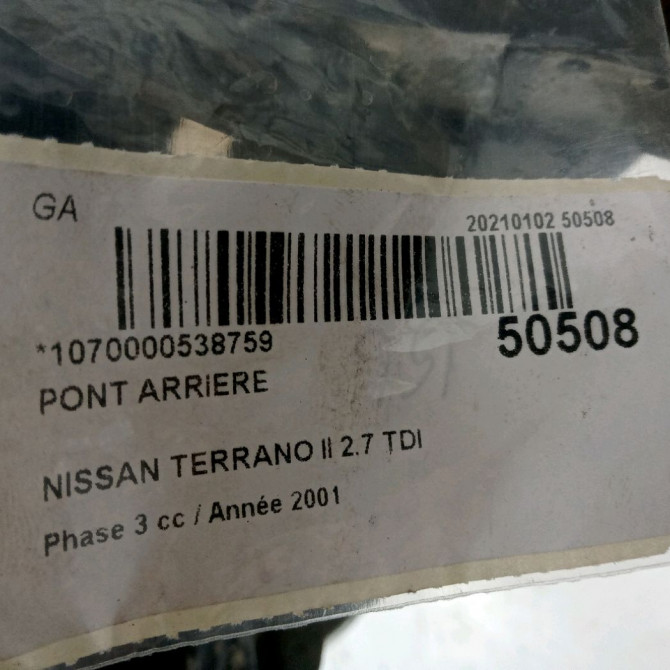 GA
20210102 50508
*1070000538759
50508
PONT ARRIERE
NISSAN TERRANO II 2.7 TDI
Phase 3 cc / Année 2001